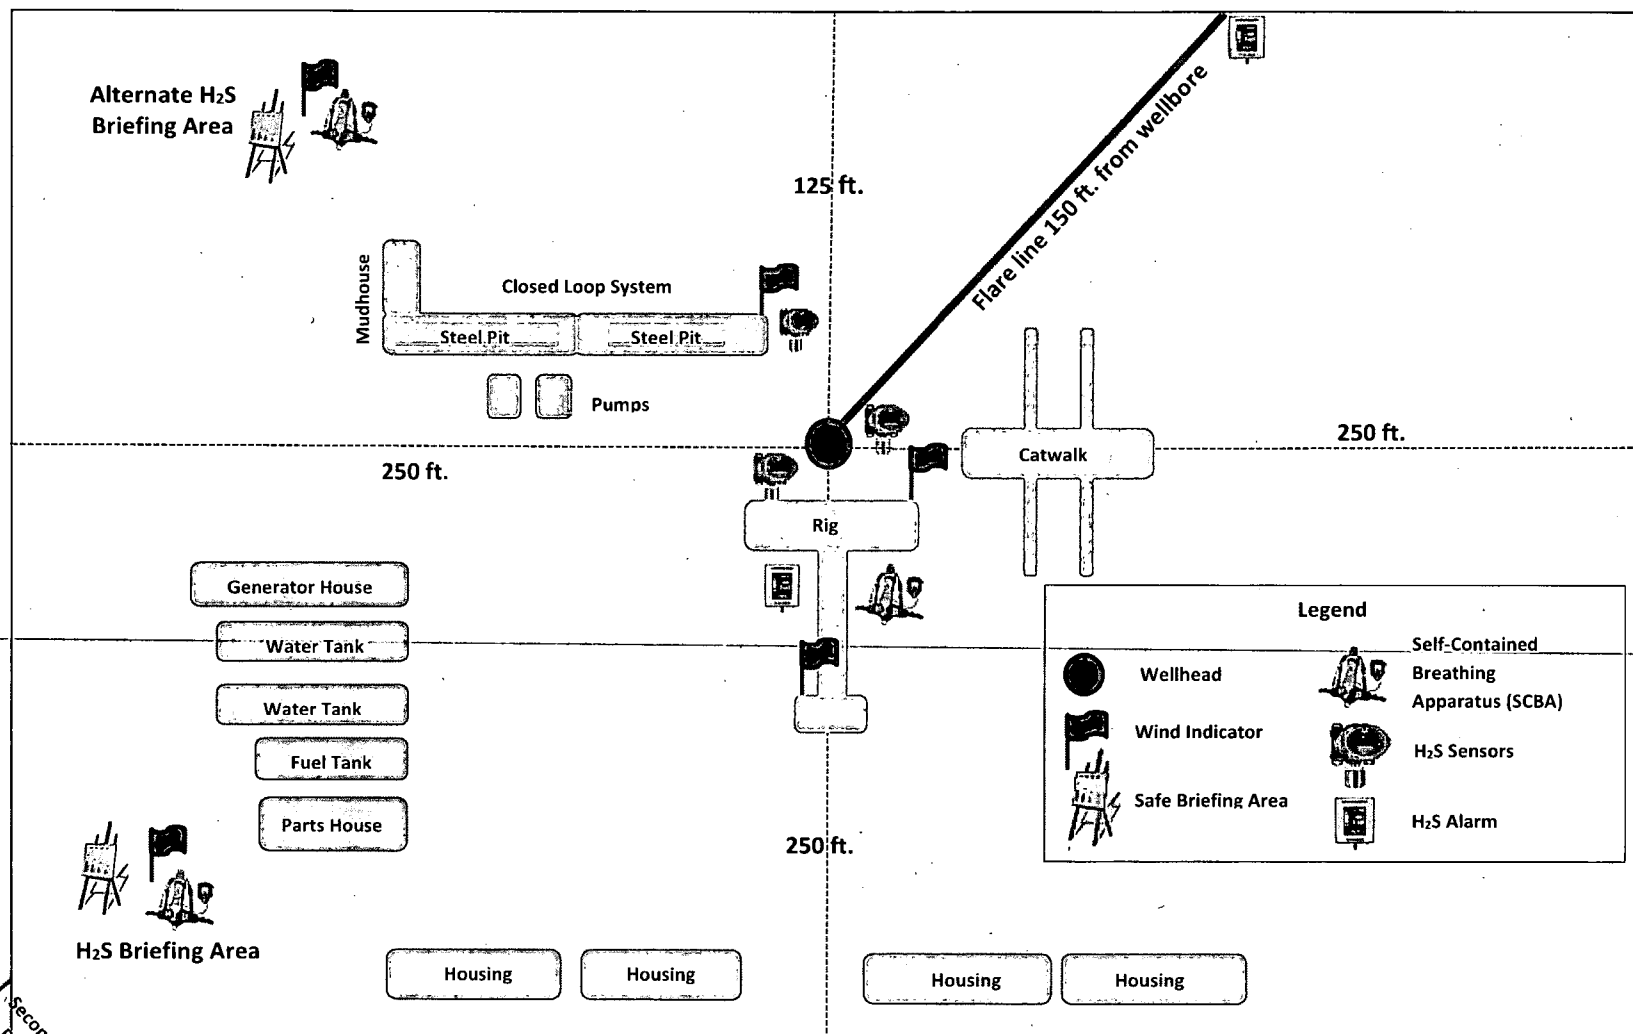 Alternate H2S
Briefing Area
125 ft.
Flare line 150 ft. from wellbore
Mudhouse
Closed Loop System
Steel Pit
Steel Pit
Pumps
250 ft.
250 ft.
Catwalk
Rig
Generator House
Water Tank
Water Tank
Fuel Tank
Parts House
H2S Briefing Area
250 ft.
Housing
Housing
Housing
Housing
Legend
Wellhead
Wind Indicator
Safe Briefing Area
Self-Contained
Breathing
Apparatus (SCBA)
H2S Sensors
H2S Alarm